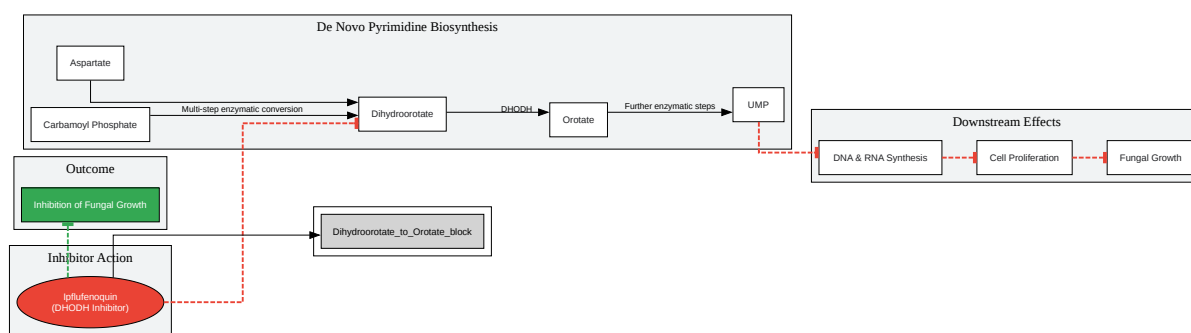 De Novo Pyrimidine Biosynthesis
Aspartate
Multi-step enzymatic conversion
Carbamoyl Phosphate
Dihydroorotate
DHODH
Orotate
Further enzymatic steps
UMP
Downstream Effects
DNA & RNA Synthesis
Cell Proliferation
Fungal Growth
Outcome
Inhibition of Fungal Growth
Dihydroorotate_to_Orotate_block
Inhibitor Action
Ipflufenoquin
(DHODH Inhibitor)